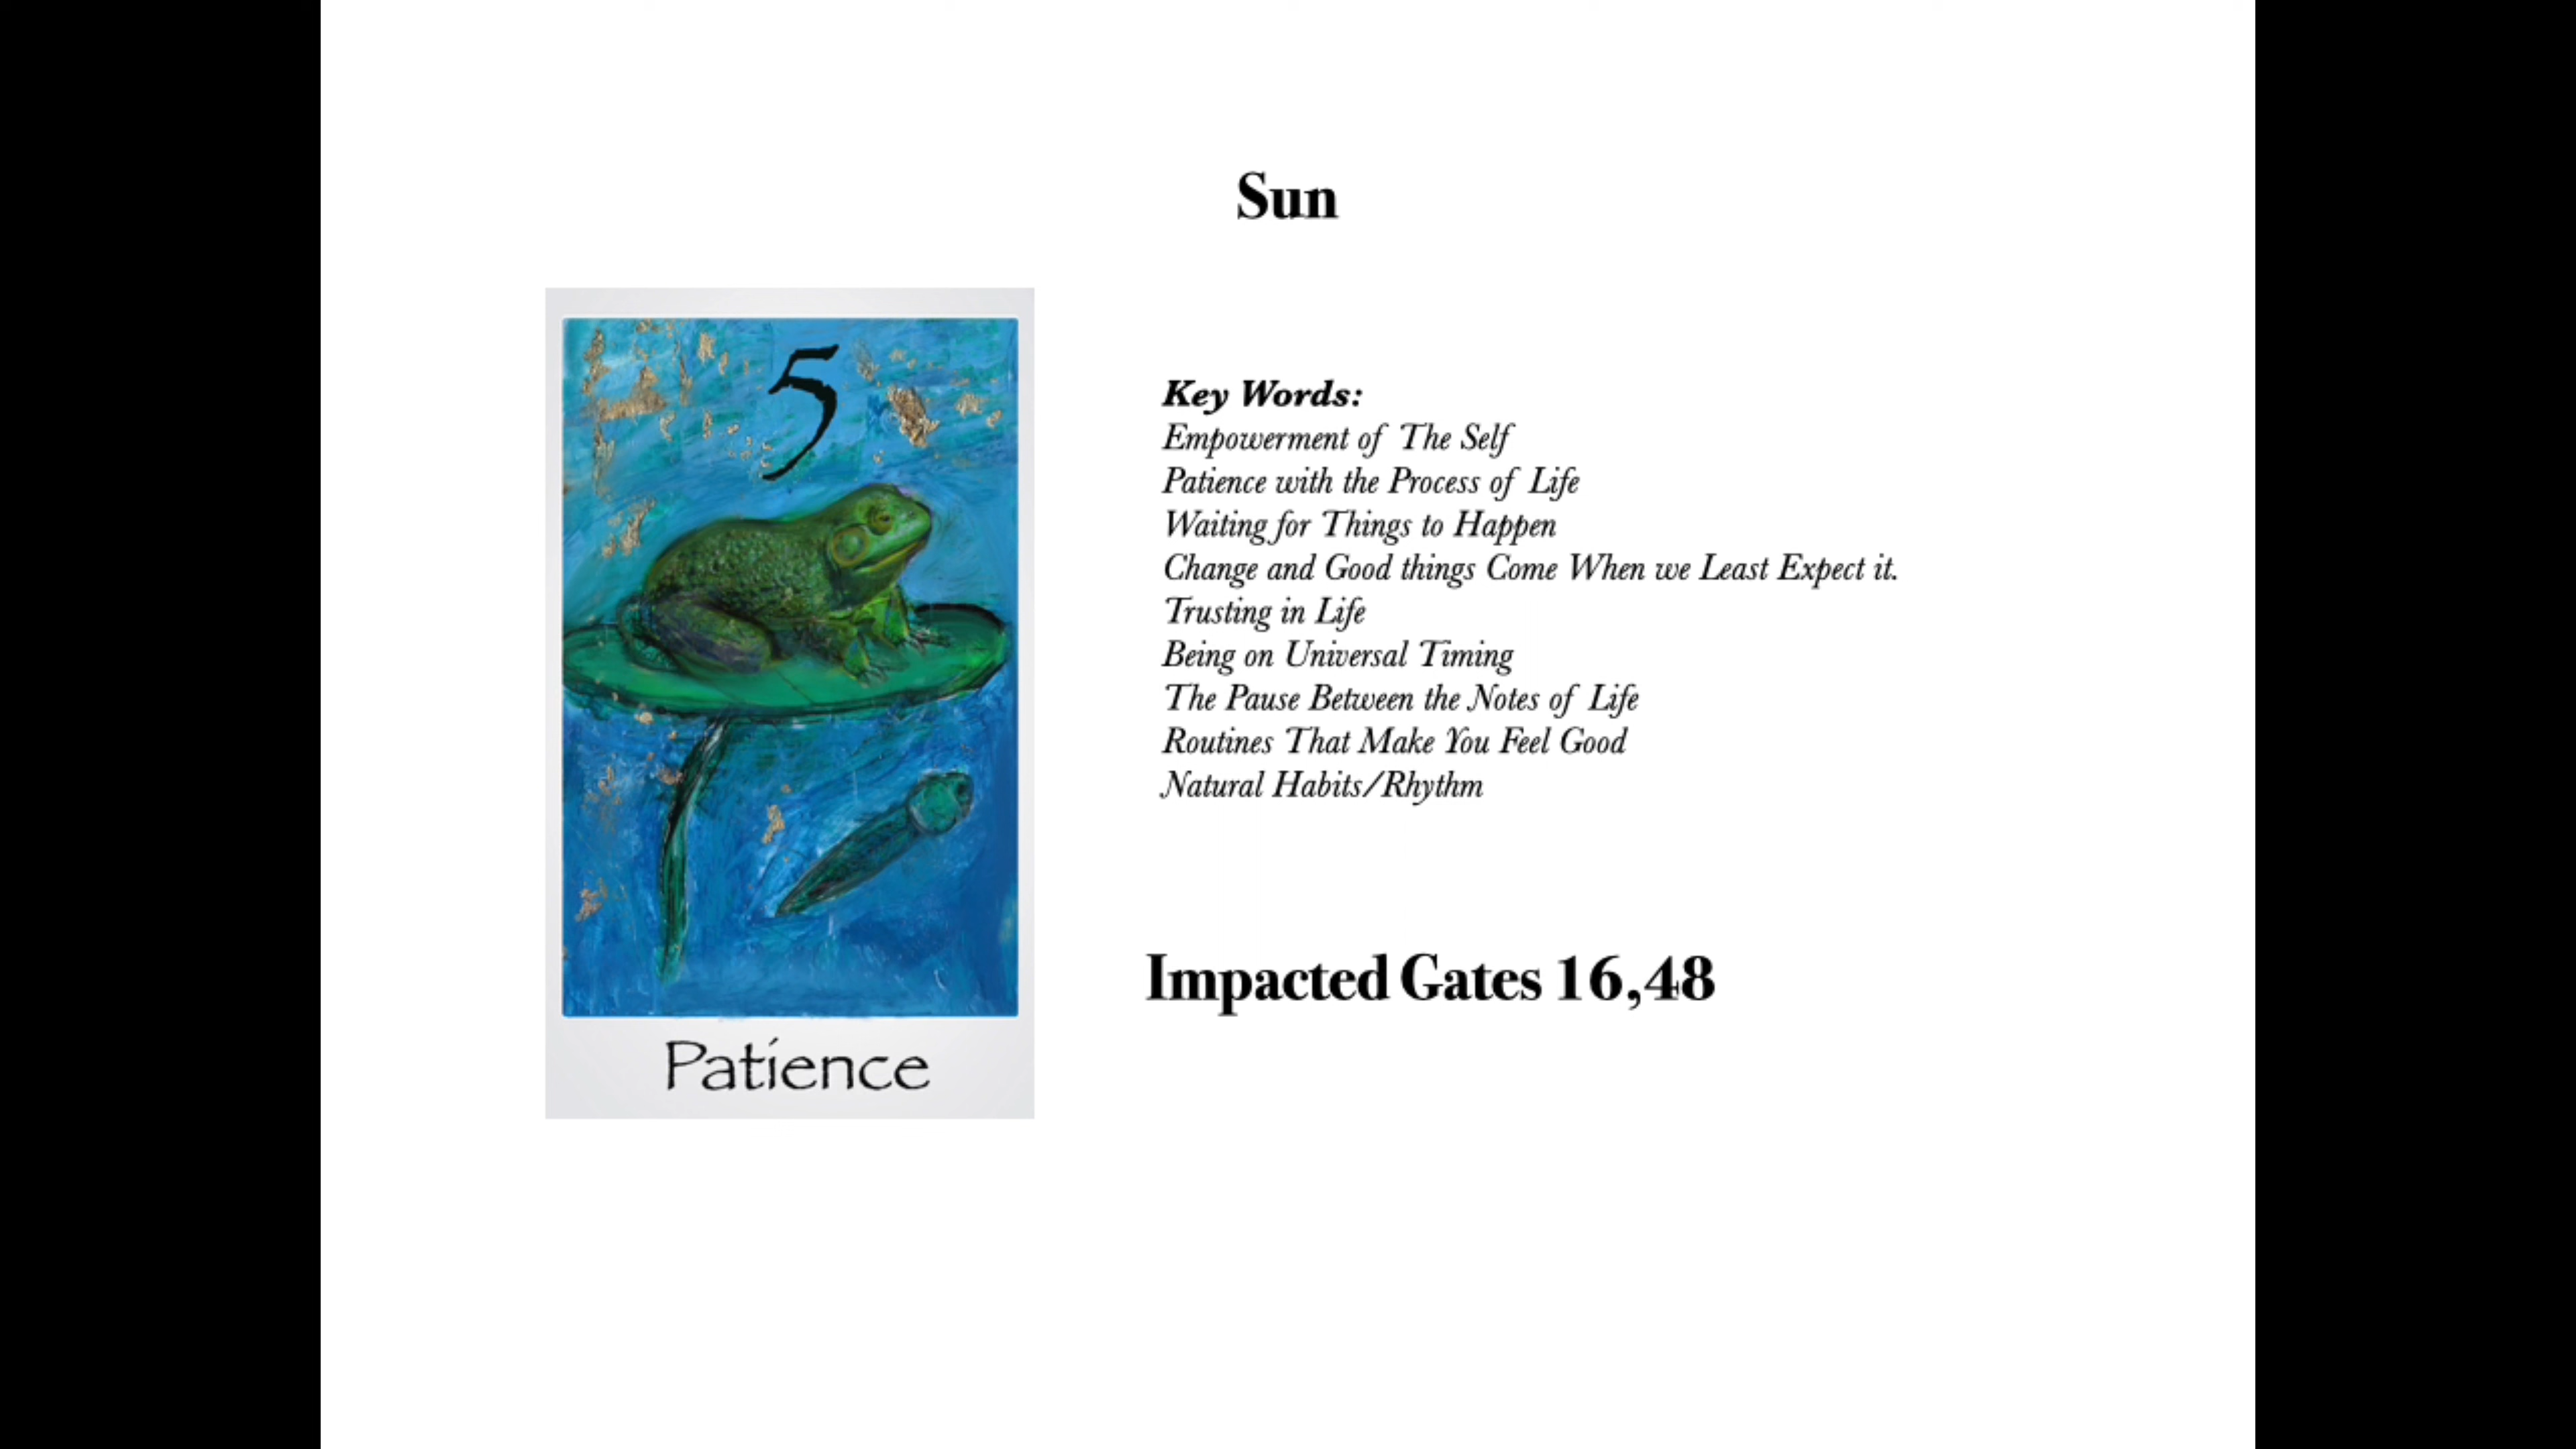 Sun
5
Patience
Key Words:
Empowerment of The Self
Patience with the Process of Life
Waiting for Things to Happen
Change and Good things Come When we Least Expect it.
Trusting in Life
Being on Universal Timing
The Pause Between the Notes of Life
Routines That Make You Feel Good
Natural Habits/Rhythm
Impacted Gates 16,48